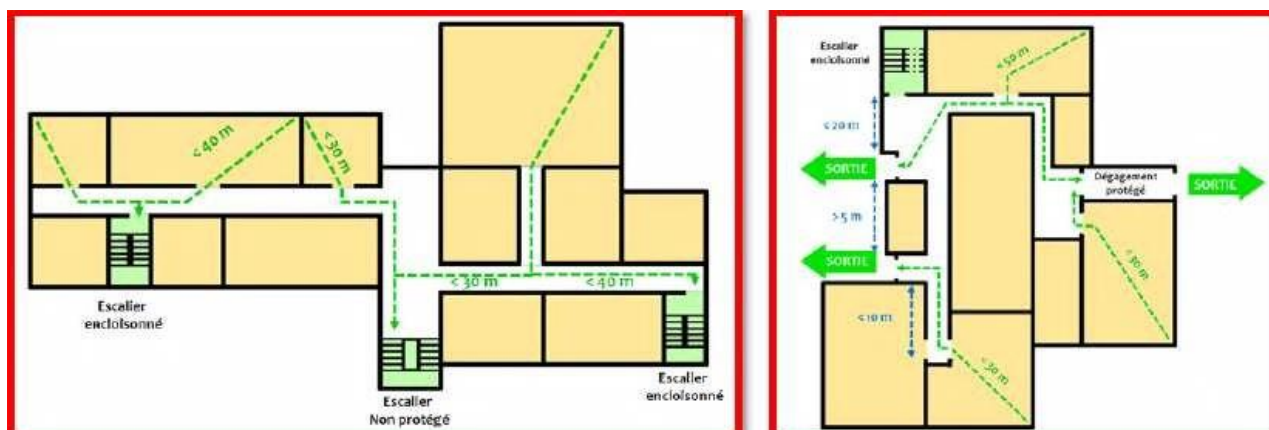 < 40 m
< 30 m
< 30 m
< 40 m
Escalier
encloisonné
Escalier
Non protégé
Escalier
encloisonné
Escalier
encloisonné
< 50 m
< 20 m
SORTIE
Dégagement
protégé
SORTIE
> 5 m
SORTIE
< 30 m
< 10 m
< 30 m